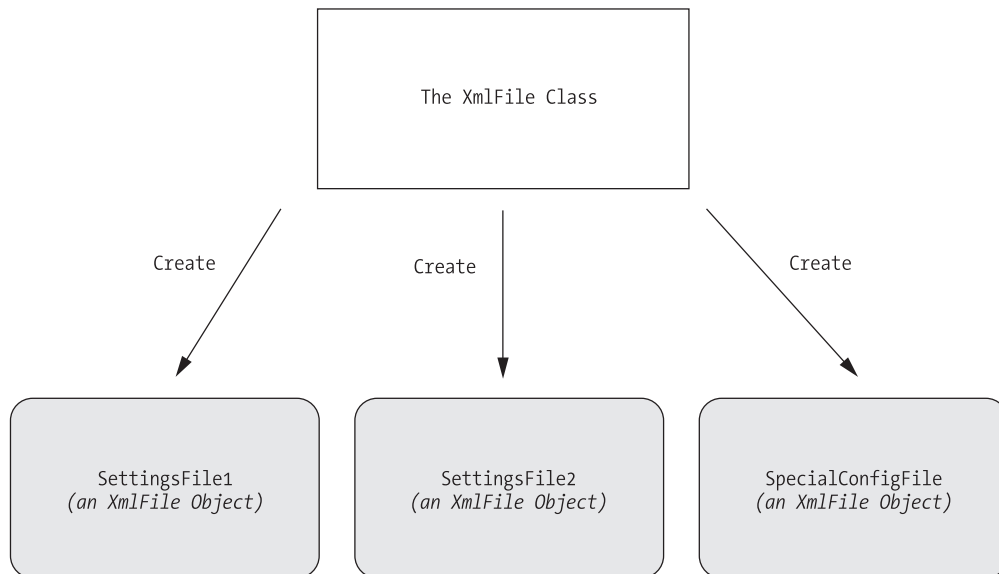 The XmlFile Class
Create
Create
Create
SettingsFile1
(an XmlFile Object)
SettingsFile2
(an XmlFile Object)
SpecialConfigFile
(an XmlFile Object)